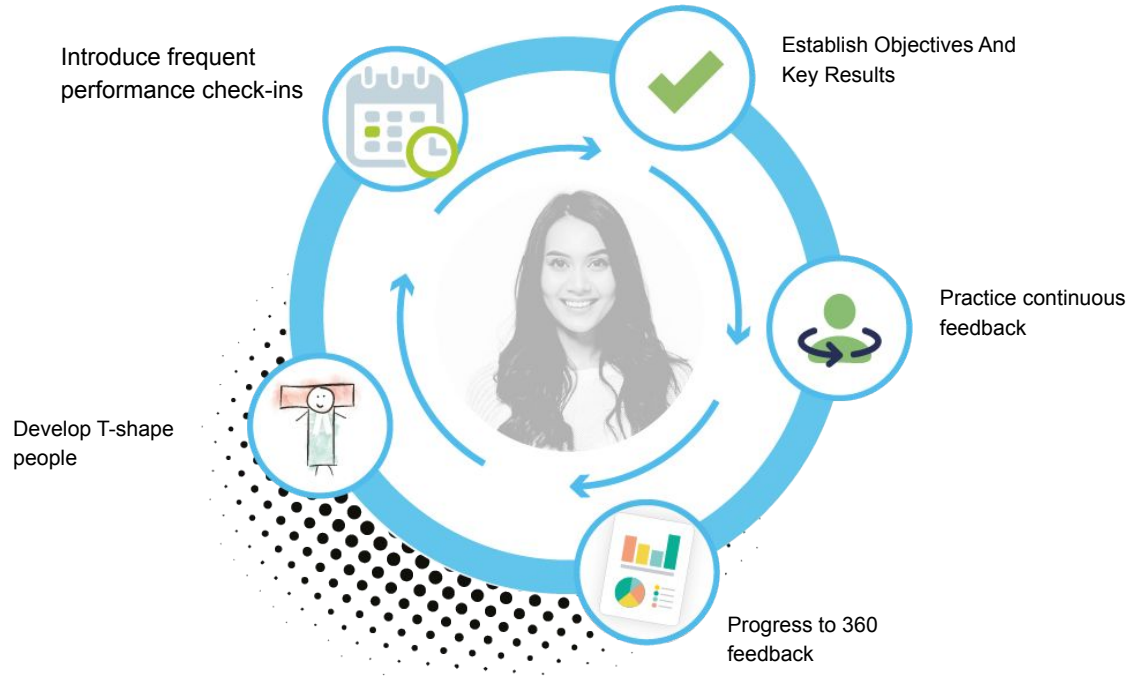 Introduce frequent
performance check-ins
Establish Objectives And
Key Results
Practice continuous
feedback
Progress to 360
feedback
Develop T-shape
people